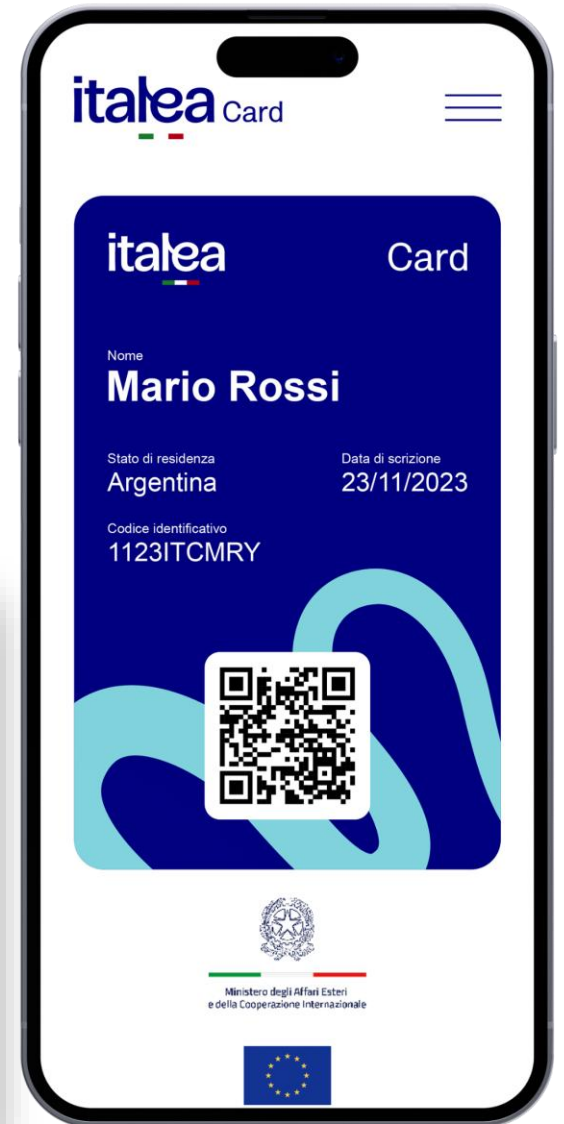 italea Card
italea Card
Nome
Mario Rossi
Stato di residenza Data di scrizione
Argentina 23/11/2023
Codice identificativo
1123ITCMRY
Ministero degli Affari Esteri
e della Cooperazione Internazionale